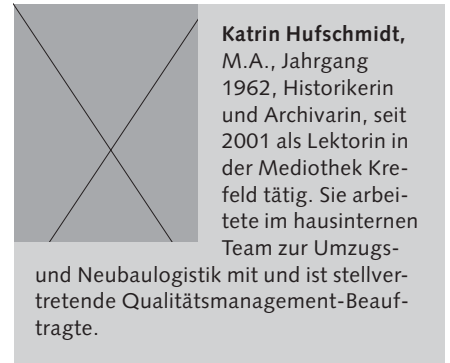 Katrin Hufschmidt,
M.A., Jahrgang
1962, Historikerin
und Archivarin, seit
2001 als Lektorin in
der Mediothek Kre-
feld tätig. Sie arbei-
tete im hausinternen
Team zur Umzugs-
und Neubaulogistik mit und ist stellver-
tretende Qualitätsmanagement-Beauf-
tragte.